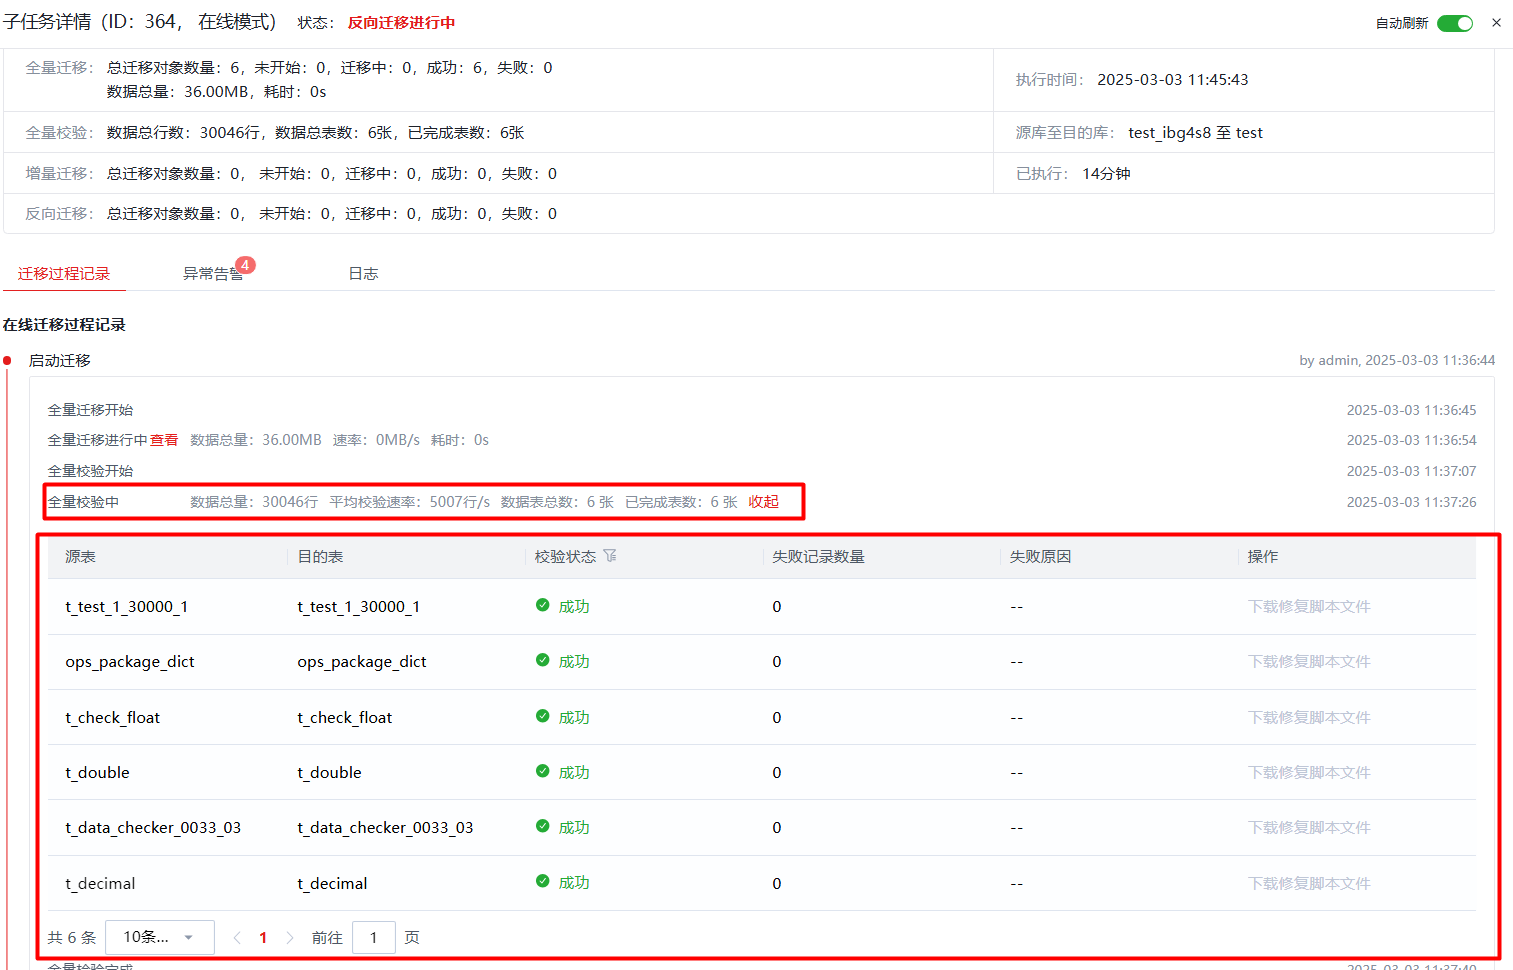 子任务详情（ID：364， 在线模式） 状态： 反向迁移进行中 自动刷新
全量迁移： 总迁移对象数量：6，未开始：0，迁移中：0，成功：6，失败：0
数据总量：36.00MB，耗时：0s
执行时间： 2025-03-03 11:45:43
全量校验： 数据总行数：30046行，数据总表数：6张，已完成表数：6张
源库至目的库： test_ibg4s8 至 test
增量迁移： 总迁移对象数量：0， 未开始：0，迁移中：0，成功：0，失败：0
已执行： 14分钟
反向迁移： 总迁移对象数量：0， 未开始：0，迁移中：0，成功：0，失败：0
迁移过程记录 异常告警 4 日志
在线迁移过程记录
启动迁移 by admin, 2025-03-03 11:36:44
全量迁移开始 2025-03-03 11:36:45
全量迁移进行中 查看 数据总量：36.00MB 速率：0MB/s 耗时：0s 2025-03-03 11:36:54
全量校验开始 2025-03-03 11:37:07
全量校验中 数据总量：30046行 平均校验速率：5007行/s 数据表总数：6 张 已完成表数：6 张 收起 2025-03-03 11:37:26
源表 目的表 校验状态 失败记录数量 失败原因 操作
t_test_1_30000_1 t_test_1_30000_1 成功 0 -- 下载修复脚本文件
ops_package_dict ops_package_dict 成功 0 -- 下载修复脚本文件
t_check_float t_check_float 成功 0 -- 下载修复脚本文件
t_double t_double 成功 0 -- 下载修复脚本文件
t_data_checker_0033_03 t_data_checker_0033_03 成功 0 -- 下载修复脚本文件
t_decimal t_decimal 成功 0 -- 下载修复脚本文件
共 6 条 10条... 1 前往 1 页
全量校验完成 2025-03-03 11:37:40